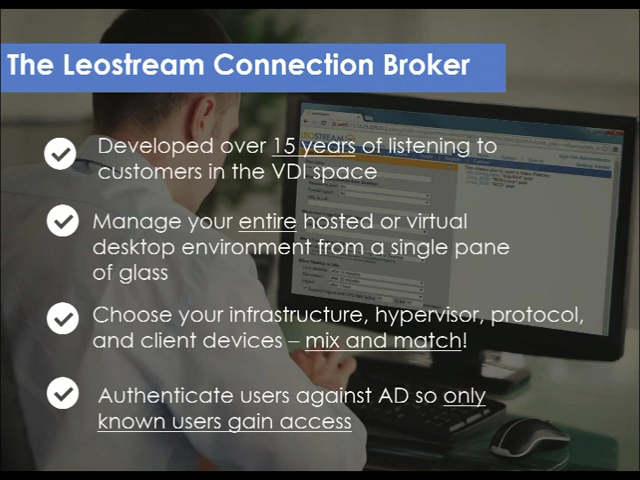 The Leostream Connection Broker
Developed over 15 years of listening to
customers in the VDI space
Manage your entire hosted or virtual
desktop environment from a single pane
of glass
Choose your infrastructure, hypervisor, protocol,
and client devices – mix and match!
Authenticate users against AD so only
known users gain access
LEOSTREAM